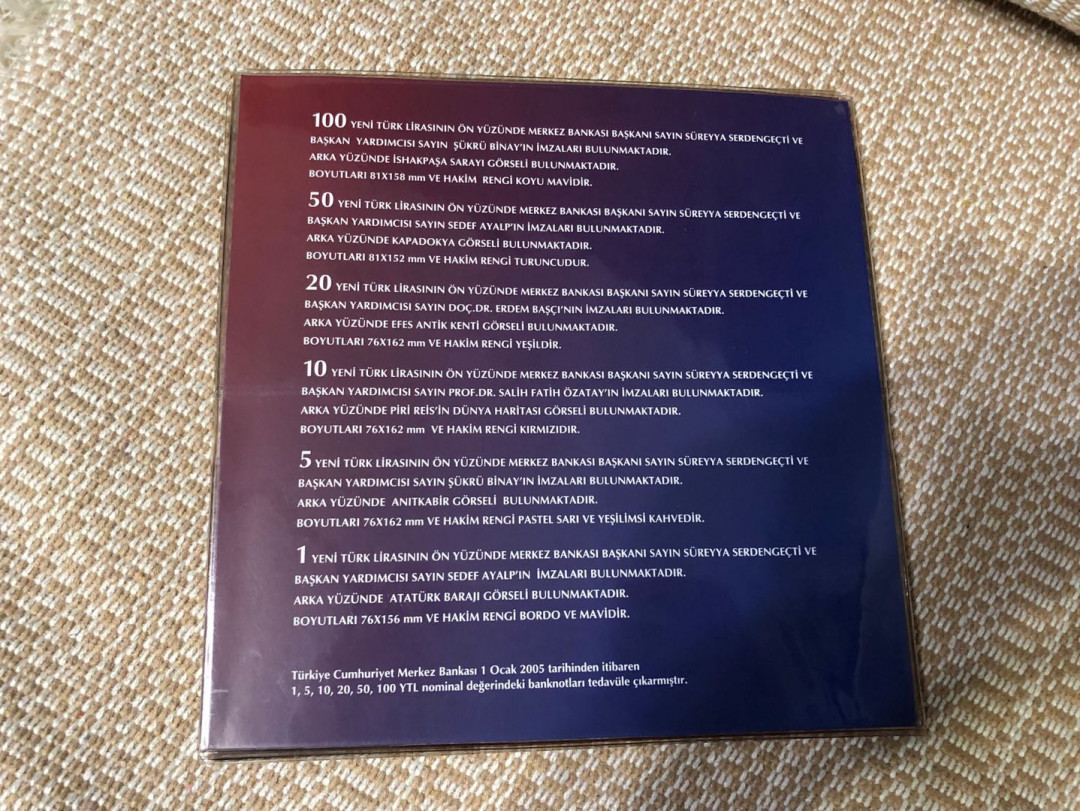 100 YENİ TÜRK LİRASININ ÖN YÜZÜNDE MERKEZ BANKASI BAŞKANI SAYIN SÜREYYA SERDENGEÇTİ VE
BAŞKAN YARDIMCISI SAYIN ŞÜKRÜ BİNAY'IN İMZALARI BULUNMAKTADIR.
ARKA YÜZÜNDE İSHAKPAŞA SARAYI GÖRSELİ BULUNMAKTADIR.
BOYUTLARI 81X158 mm VE HAKİM RENGİ KOYU MAVİDİR.
50 YENİ TÜRK LİRASININ ÖN YÜZÜNDE MERKEZ BANKASI BAŞKANI SAYIN SÜREYYA SERDENGEÇTİ VE
BAŞKAN YARDIMCISI SAYIN SEDEF AYALP'IN İMZALARI BULUNMAKTADIR.
ARKA YÜZÜNDE KAPADOKYA GÖRSELİ BULUNMAKTADIR.
BOYUTLARI 81X152 mm VE HAKİM RENGİ TURUNCUDUR.
20 YENİ TÜRK LİRASININ ÖN YÜZÜNDE MERKEZ BANKASI BAŞKANI SAYIN SÜREYYA SERDENGEÇTİ VE
BAŞKAN YARDIMCISI SAYIN DOÇ.DR. ERDEM BAŞÇI'NIN İMZALARI BULUNMAKTADIR.
ARKA YÜZÜNDE EFES ANTİK KENTİ GÖRSELİ BULUNMAKTADIR.
BOYUTLARI 76X162 mm VE HAKİM RENGİ YEŞİLDİR.
10 YENİ TÜRK LİRASININ ÖN YÜZÜNDE MERKEZ BANKASI BAŞKANI SAYIN SÜREYYA SERDENGEÇTİ VE
BAŞKAN YARDIMCISI SAYIN PROF.DR. SALİH FATİH ÖZATAY'IN İMZALARI BULUNMAKTADIR.
ARKA YÜZÜNDE PİRİ REİS'İN DÜNYA HARİTASI GÖRSELİ BULUNMAKTADIR.
BOYUTLARI 76X162 mm VE HAKİM RENGİ KIRMIZIDIR.
5 YENİ TÜRK LİRASININ ÖN YÜZÜNDE MERKEZ BANKASI BAŞKANI SAYIN SÜREYYA SERDENGEÇTİ VE
BAŞKAN YARDIMCISI SAYIN ŞÜKRÜ BİNAY'IN İMZALARI BULUNMAKTADIR.
ARKA YÜZÜNDE ANITKABİR GÖRSELİ BULUNMAKTADIR.
BOYUTLARI 76X162 mm VE HAKİM RENGİ PASTEL SARI VE YEŞİLİMSİ KAHVEDİR.
1 YENİ TÜRK LİRASININ ÖN YÜZÜNDE MERKEZ BANKASI BAŞKANI SAYIN SÜREYYA SERDENGEÇTİ VE
BAŞKAN YARDIMCISI SAYIN SEDEF AYALP'IN İMZALARI BULUNMAKTADIR.
ARKA YÜZÜNDE ATATÜRK BARAJI GÖRSELİ BULUNMAKTADIR.
BOYUTLARI 76X156 mm VE HAKİM RENGİ BORDO VE MAVİDİR.
Türkiye Cumhuriyet Merkez Bankası 1 Ocak 2005 tarihinden itibaren
1, 5, 10, 20, 50, 100 YTL nominal değerindeki banknotları tedavüle çıkarmıştır.